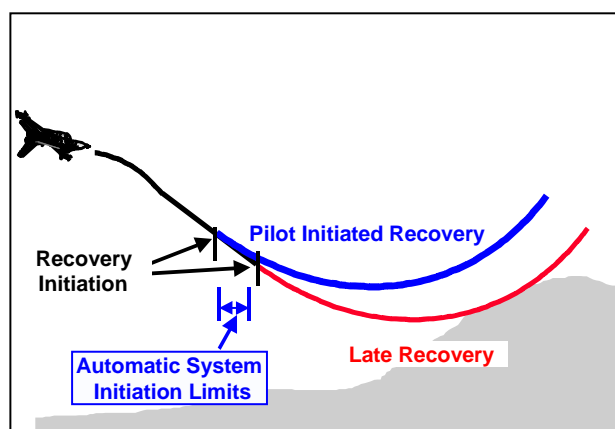 Pilot Initiated Recovery
Recovery
Initiation
Late Recovery
Automatic System
Initiation Limits